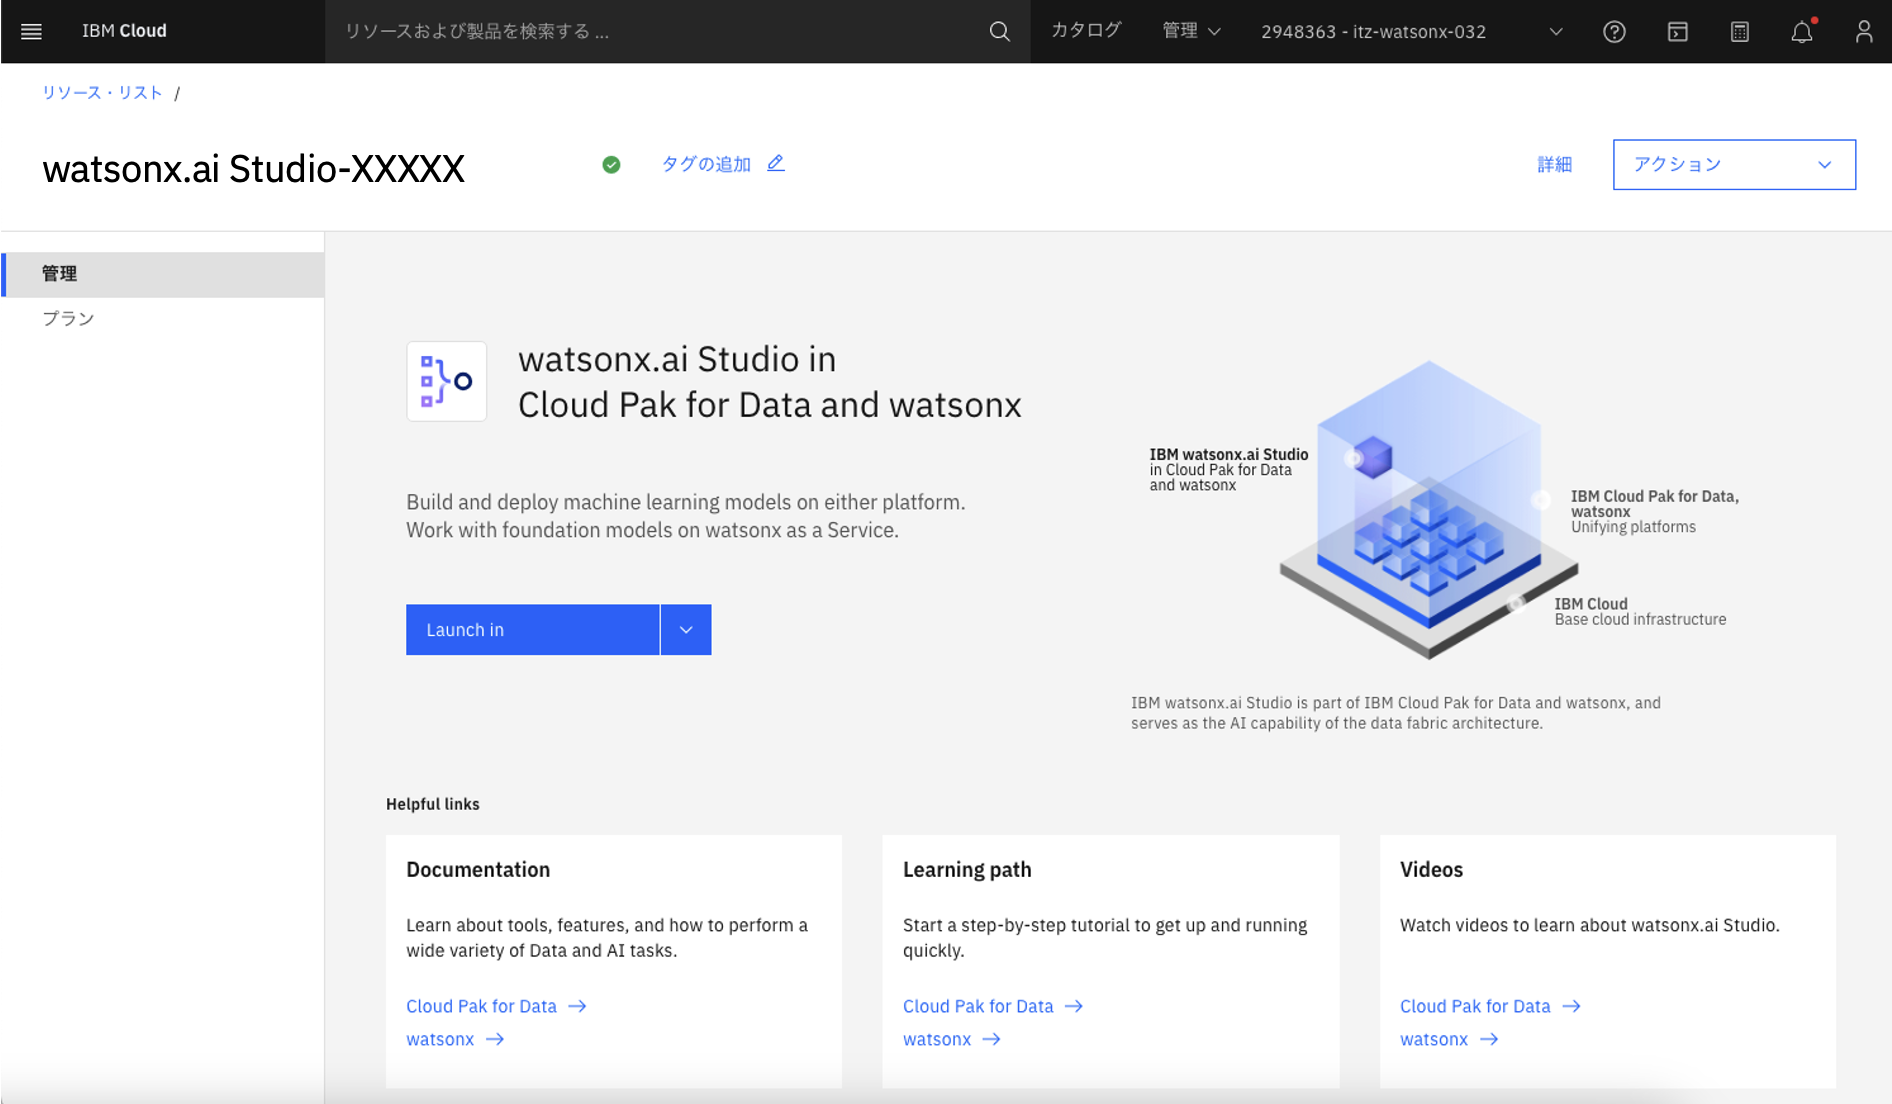 IBM Cloud
リソースおよび製品を検索する ...
カタログ
管理
2948363 - itz-watsonx-032
リソース・リスト /
watsonx.ai Studio-XXXXX
タグの追加
詳細
アクション
管理
プラン
watsonx.ai Studio in
Cloud Pak for Data and watsonx
Build and deploy machine learning models on either platform.
Work with foundation models on watsonx as a Service.
Launch in
IBM watsonx.ai Studio
in Cloud Pak for Data
and watsonx
IBM Cloud Pak for Data,
watsonx
Unifying platforms
IBM Cloud
Base cloud infrastructure
IBM watsonx.ai Studio is part of IBM Cloud Pak for Data and watsonx, and
serves as the AI capability of the data fabric architecture.
Helpful links
Documentation
Learn about tools, features, and how to perform a
wide variety of Data and AI tasks.
Cloud Pak for Data
watsonx
Learning path
Start a step-by-step tutorial to get up and running
quickly.
Cloud Pak for Data
watsonx
Videos
Watch videos to learn about watsonx.ai Studio.
Cloud Pak for Data
watsonx